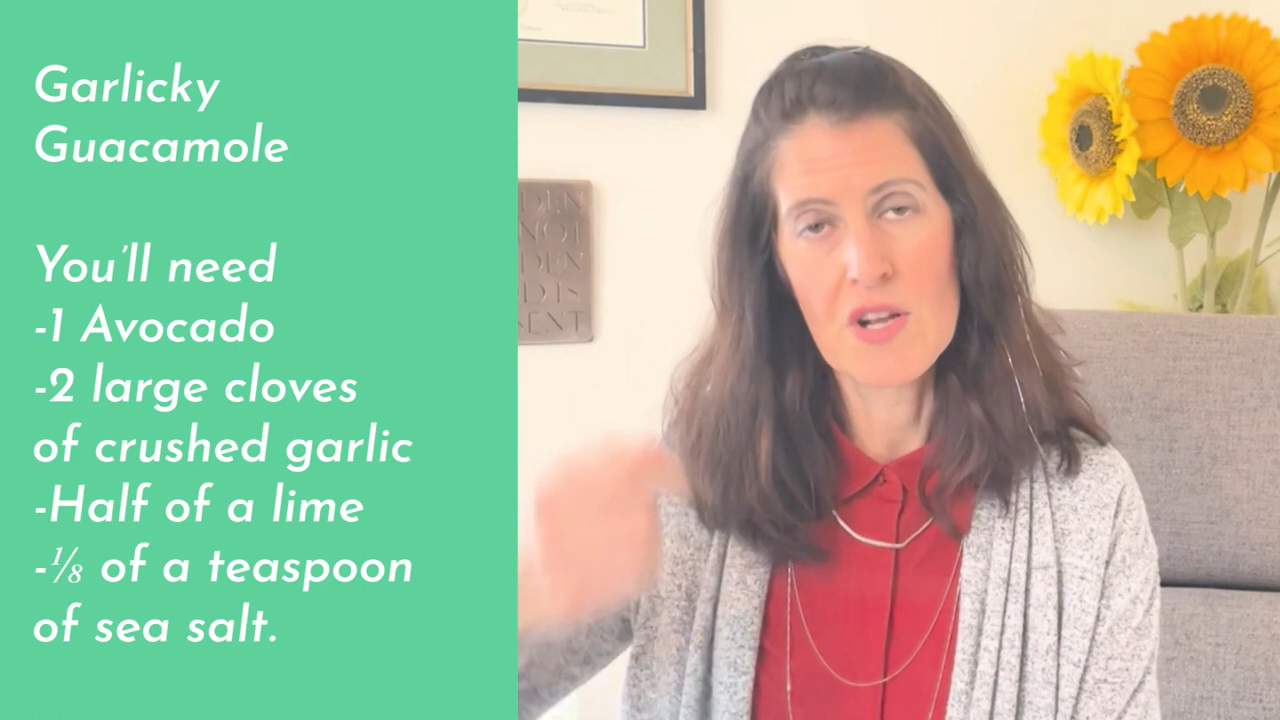 Garlicky
Guacamole
You'll need
-1 Avocado
-2 large cloves
of crushed garlic
-Half of a lime
-⅛ of a teaspoon
of sea salt.
NOT